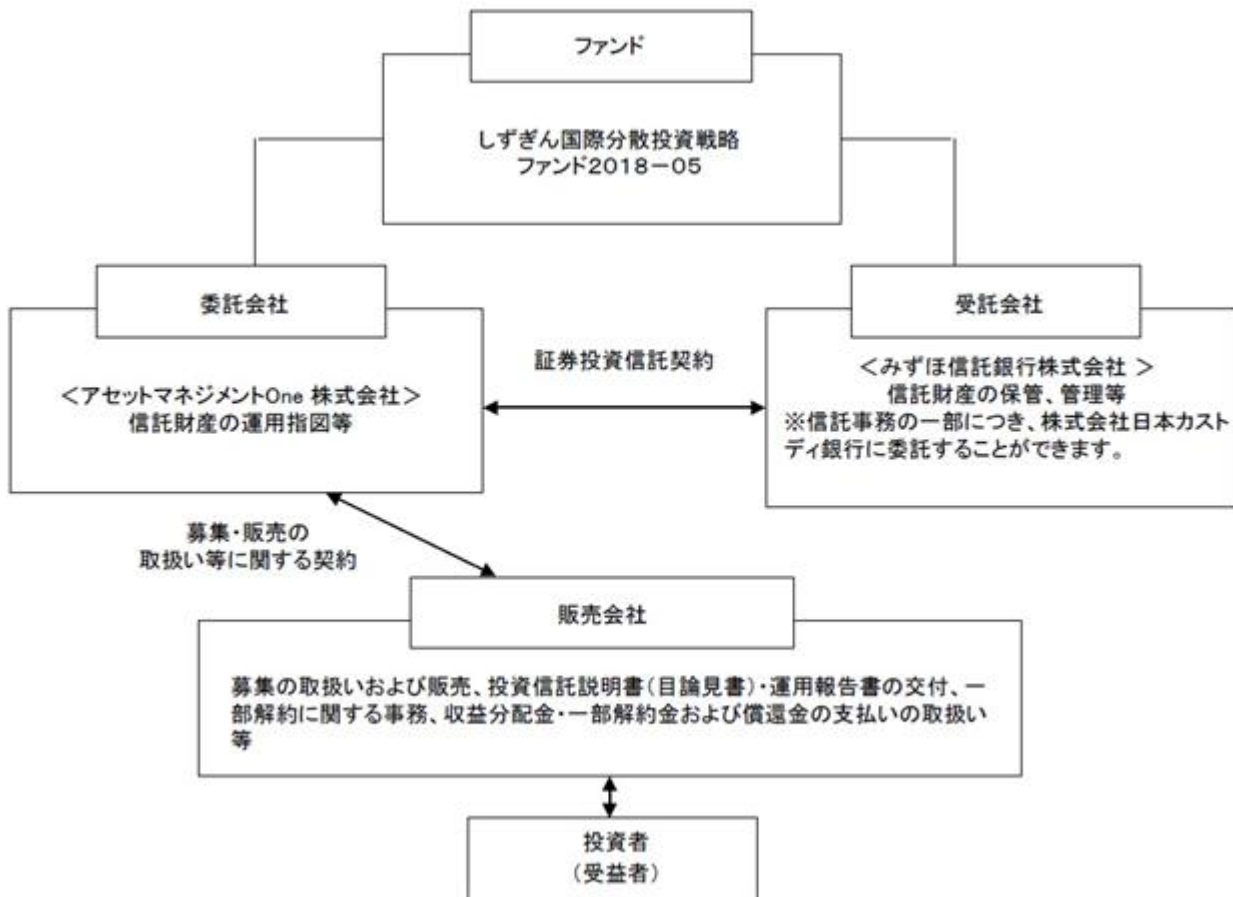 ファンド
しずぎん国際分散投資戦略
ファンド2018-05
委託会社
<アセットマネジメントOne 株式会社>
信託財産の運用指図等
証券投資信託契約
受託会社
<みずほ信託銀行株式会社 >
信託財産の保管、管理等
※信託事務の一部につき、株式会社日本カスト
ディ銀行に委託することができます。
募集・販売の
取扱い等に関する契約
販売会社
募集の取扱いおよび販売、投資信託説明書(目論見書)・運用報告書の交付、一
部解約に関する事務、収益分配金・一部解約金および償還金の支払いの取扱い
等
投資者
(受益者)